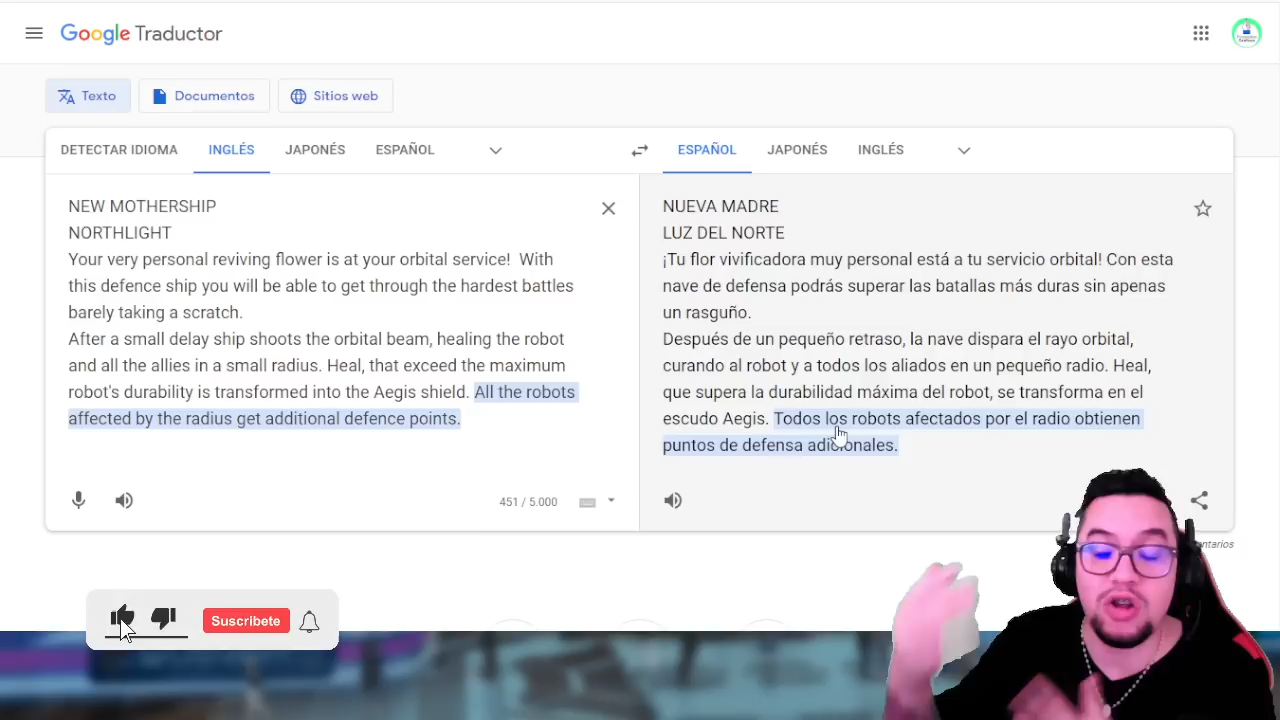 Google Traductor
Texto
Documentos
Sitios web
DETECTAR IDIOMA
INGLÉS
JAPONÉS
ESPAÑOL
ESPAÑOL
JAPONÉS
INGLÉS
NEW MOTHERSHIP
NORTHLIGHT
Your very personal reviving flower is at your orbital service!  With
this defence ship you will be able to get through the hardest battles
barely taking a scratch.
After a small delay ship shoots the orbital beam, healing the robot
and all the allies in a small radius. Heal, that exceed the maximum
robot's durability is transformed into the Aegis shield. All the robots
affected by the radius get additional defence points.
451 / 5.000
NUEVA MADRE
LUZ DEL NORTE
¡Tu flor vivificadora muy personal está a tu servicio orbital! Con esta
nave de defensa podrás superar las batallas más duras sin apenas
un rasguño.
Después de un pequeño retraso, la nave dispara el rayo orbital,
curando al robot y a todos los aliados en un pequeño radio. Heal,
que supera la durabilidad máxima del robot, se transforma en el
escudo Aegis. Todos los robots afectados por el radio obtienen
puntos de defensa adicionales.
entarios
Suscribete